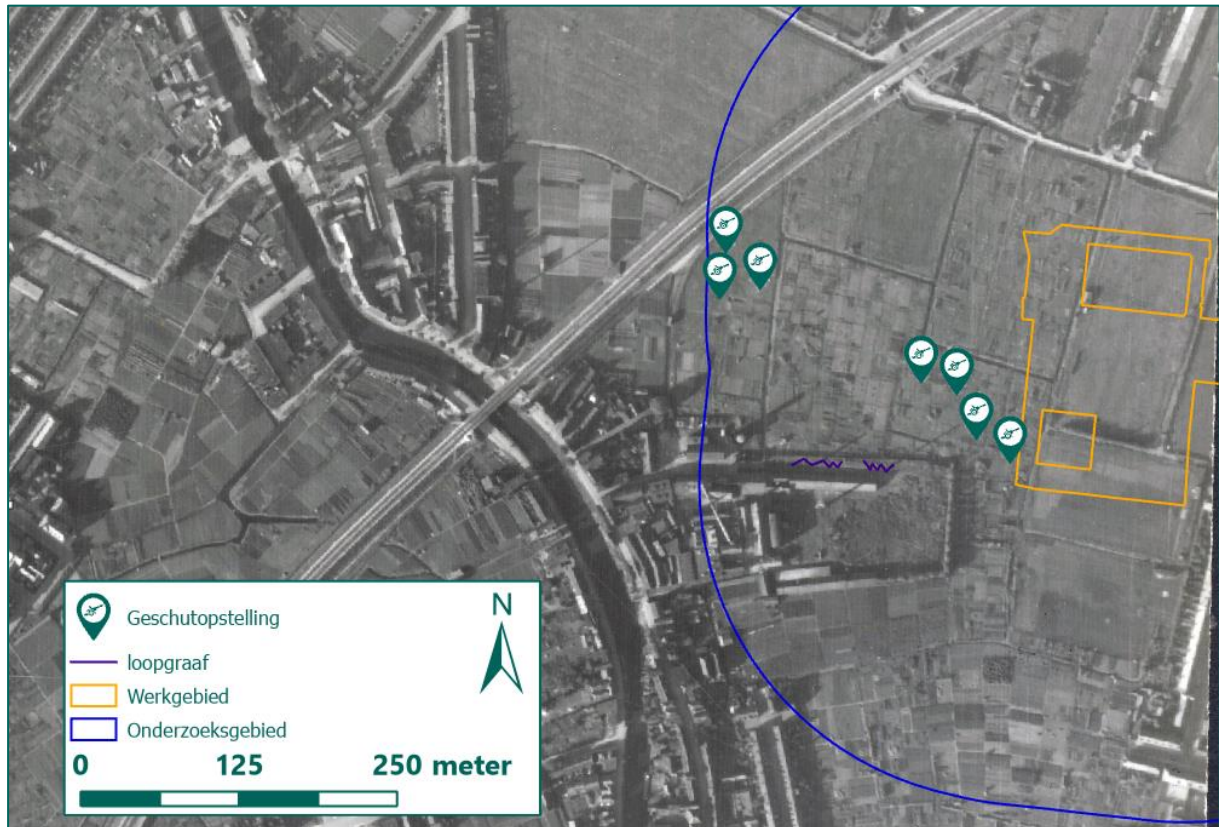 Geschutopstelling
N
loopgraaf
Werkgebied
Onderzoeksgebied
0 125 250 meter